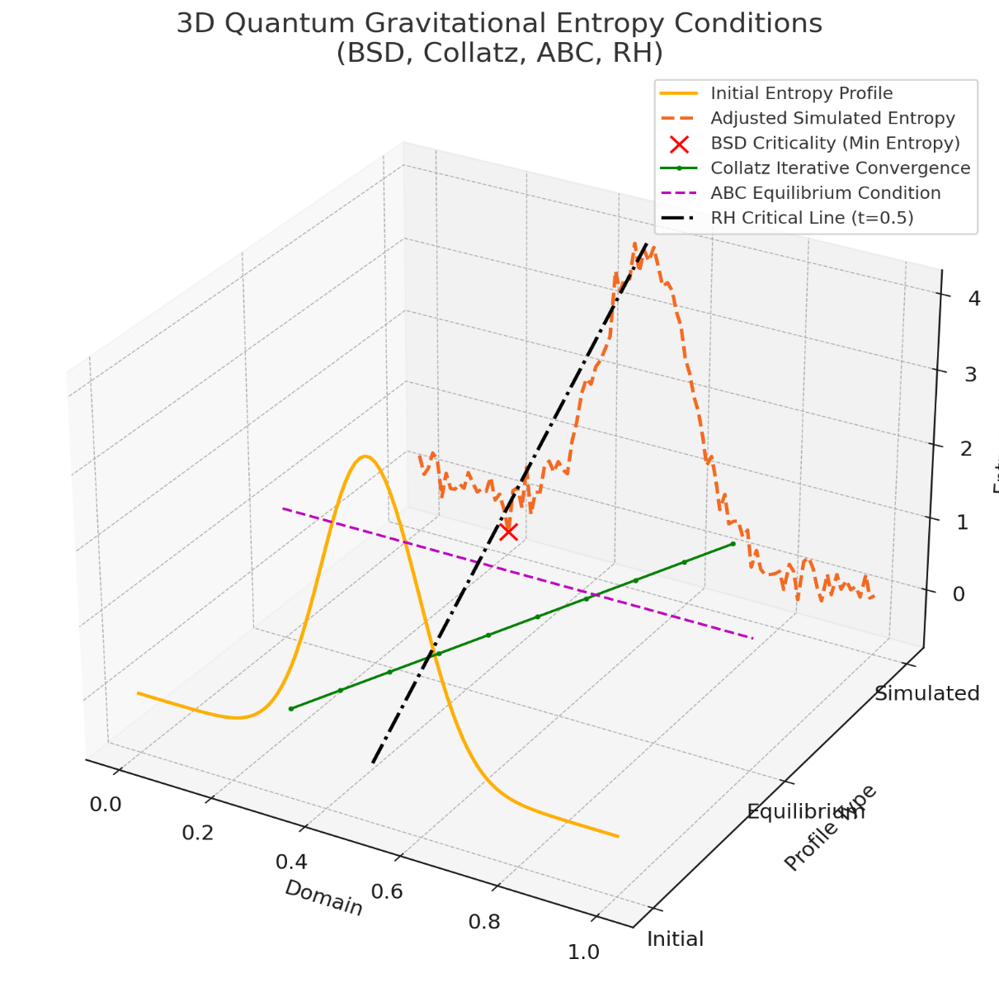 3D Quantum Gravitational Entropy Conditions
(BSD, Collatz, ABC, RH)
Initial Entropy Profile
Adjusted Simulated Entropy
BSD Criticality (Min Entropy)
Collatz Iterative Convergence
ABC Equilibrium Condition
RH Critical Line (t=0.5)
4
3
2
1
0
Simulated
Equilibrium
Profile Type
Initial
0.0
0.2
0.4
0.6
0.8
1.0
Domain